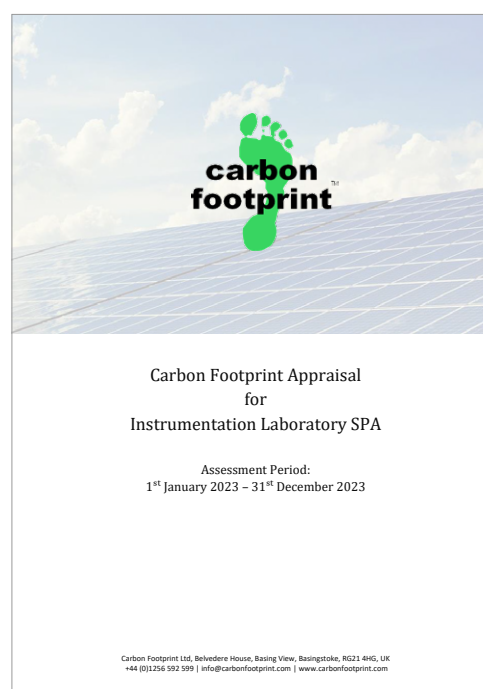 carbon
footprint
TM
Carbon Footprint Appraisal
for
Instrumentation Laboratory SPA
Assessment Period:
1st January 2023 – 31st December 2023
Carbon Footprint Ltd, Belvedere House, Basing View, Basingstoke, RG21 4HG, UK
+44 (0)1256 592 599 | info@carbonfootprint.com | www.carbonfootprint.com